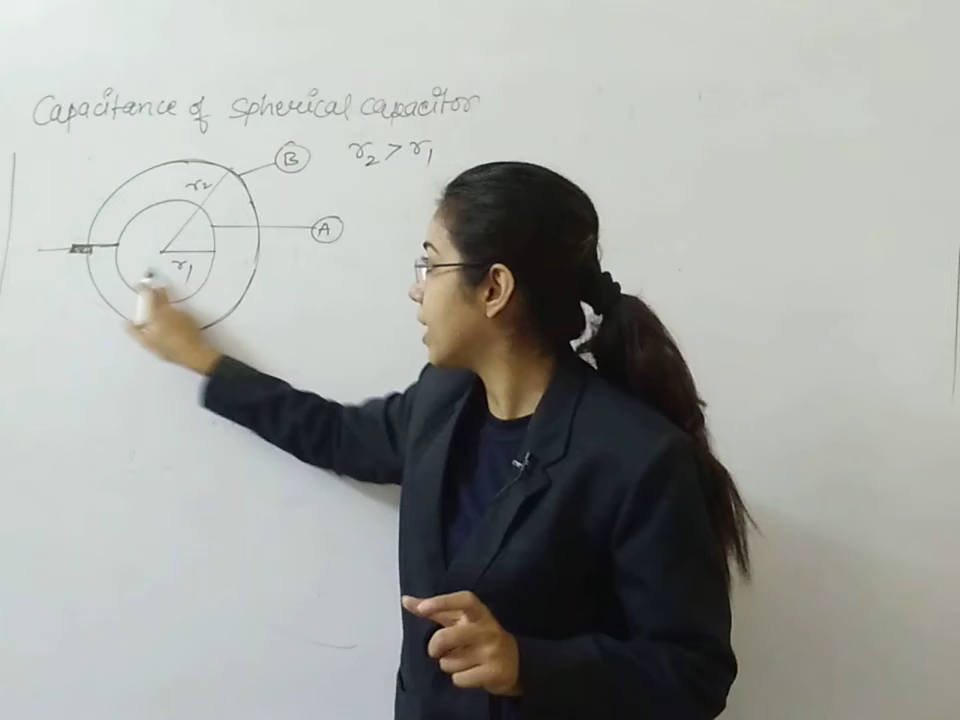 Capacitance of spherical capacitor
B
r₂ > r₁
r₂
A
r₁